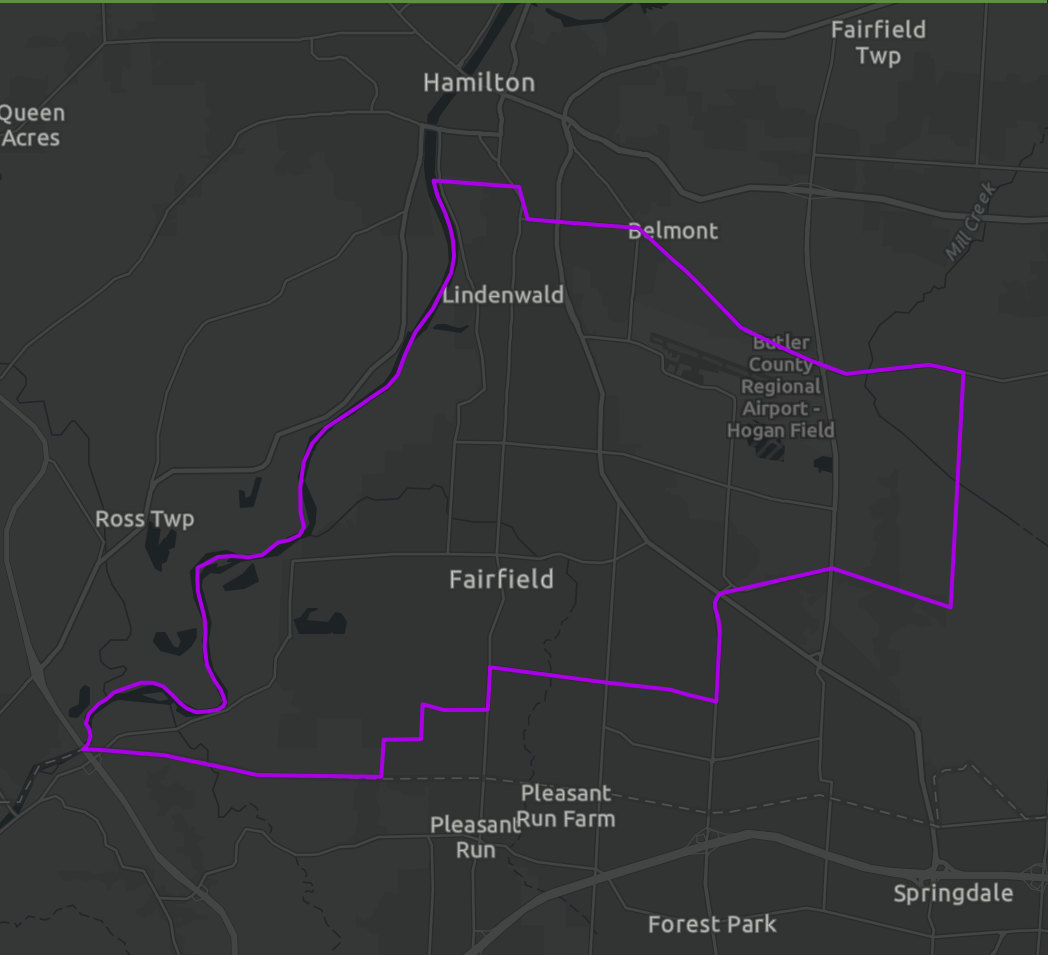 Fairfield
Twp
Hamilton
Queen
Acres
Mill Creek
Belmont
Lindenwald
Butler
County
Regional
Airport -
Hogan Field
Ross Twp
Fairfield
Pleasant
Run Farm
Pleasant
Run
Springdale
Forest Park